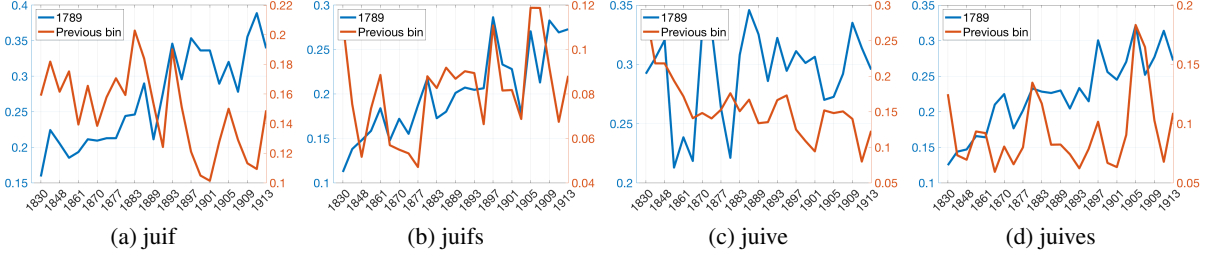 0.4 0.35 0.3 0.25 0.2 0.15
1789
Previous bin
0.22 0.2 0.18 0.16 0.14 0.12 0.1
1830 1848 1861 1870 1877 1883 1889 1893 1897 1901 1905 1909 1913
(a) juif
0.3 0.25 0.2 0.15 0.1
1789
Previous bin
0.12 0.1 0.08 0.06 0.04
1830 1848 1861 1870 1877 1883 1889 1893 1897 1901 1905 1909 1913
(b) juifs
0.35 0.3 0.25 0.2
1789
Previous bin
0.3 0.25 0.2 0.15 0.1 0.05
1830 1848 1861 1870 1877 1883 1889 1893 1897 1901 1905 1909 1913
(c) juive
0.35 0.3 0.25 0.2 0.15 0.1
1789
Previous bin
0.2 0.15 0.1 0.05
1830 1848 1861 1870 1877 1883 1889 1893 1897 1901 1905 1909 1913
(d) juives